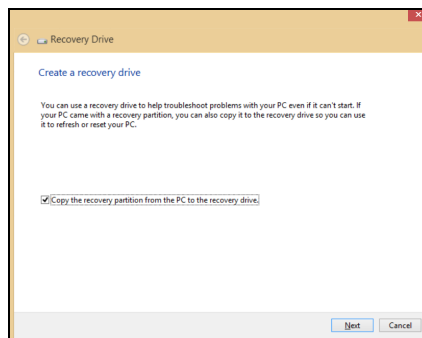 Recovery Drive
Create a recovery drive
You can use a recovery drive to help troubleshoot problems with your PC even if it can't start. If
your PC came with a recovery partition, you can also copy it to the recovery drive so you can use
it to refresh or reset your PC.
Copy the recovery partition from the PC to the recovery drive.
Next Cancel